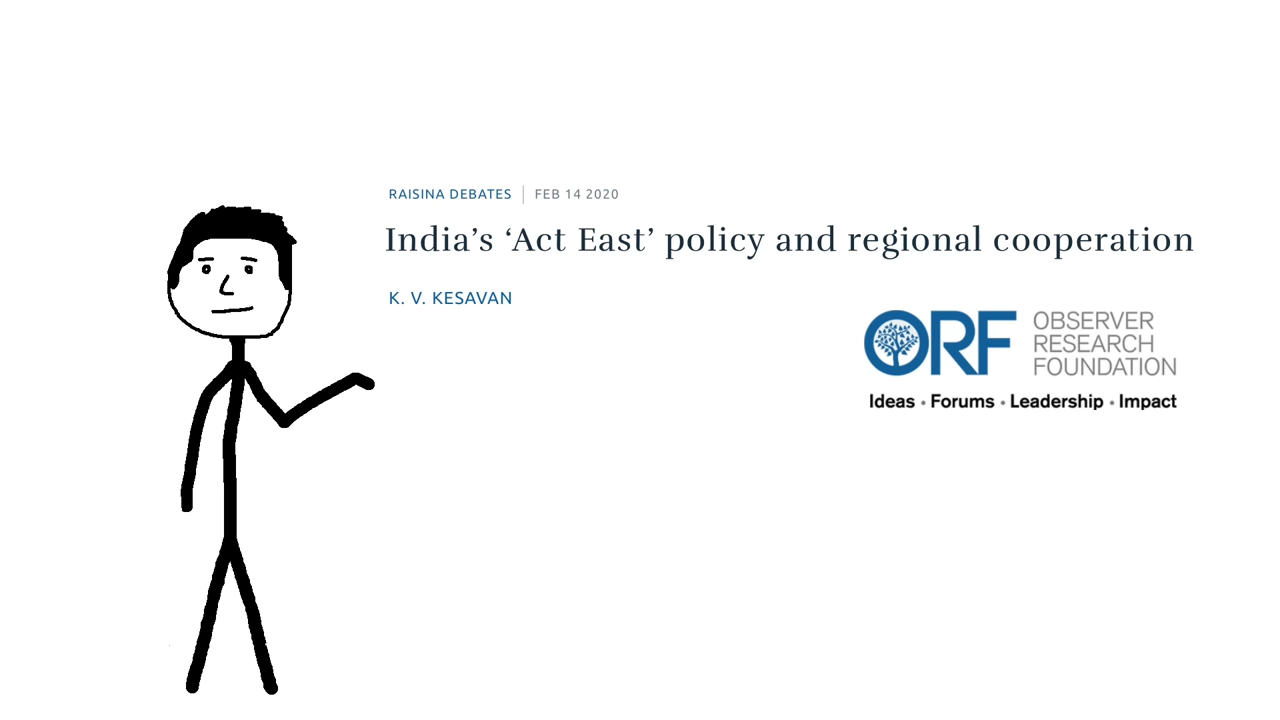 RAISINA DEBATES | FEB 14 2020
India’s ‘Act East’ policy and regional cooperation
K. V. KESAVAN
ORF OBSERVER
RESEARCH
FOUNDATION
Ideas • Forums • Leadership • Impact